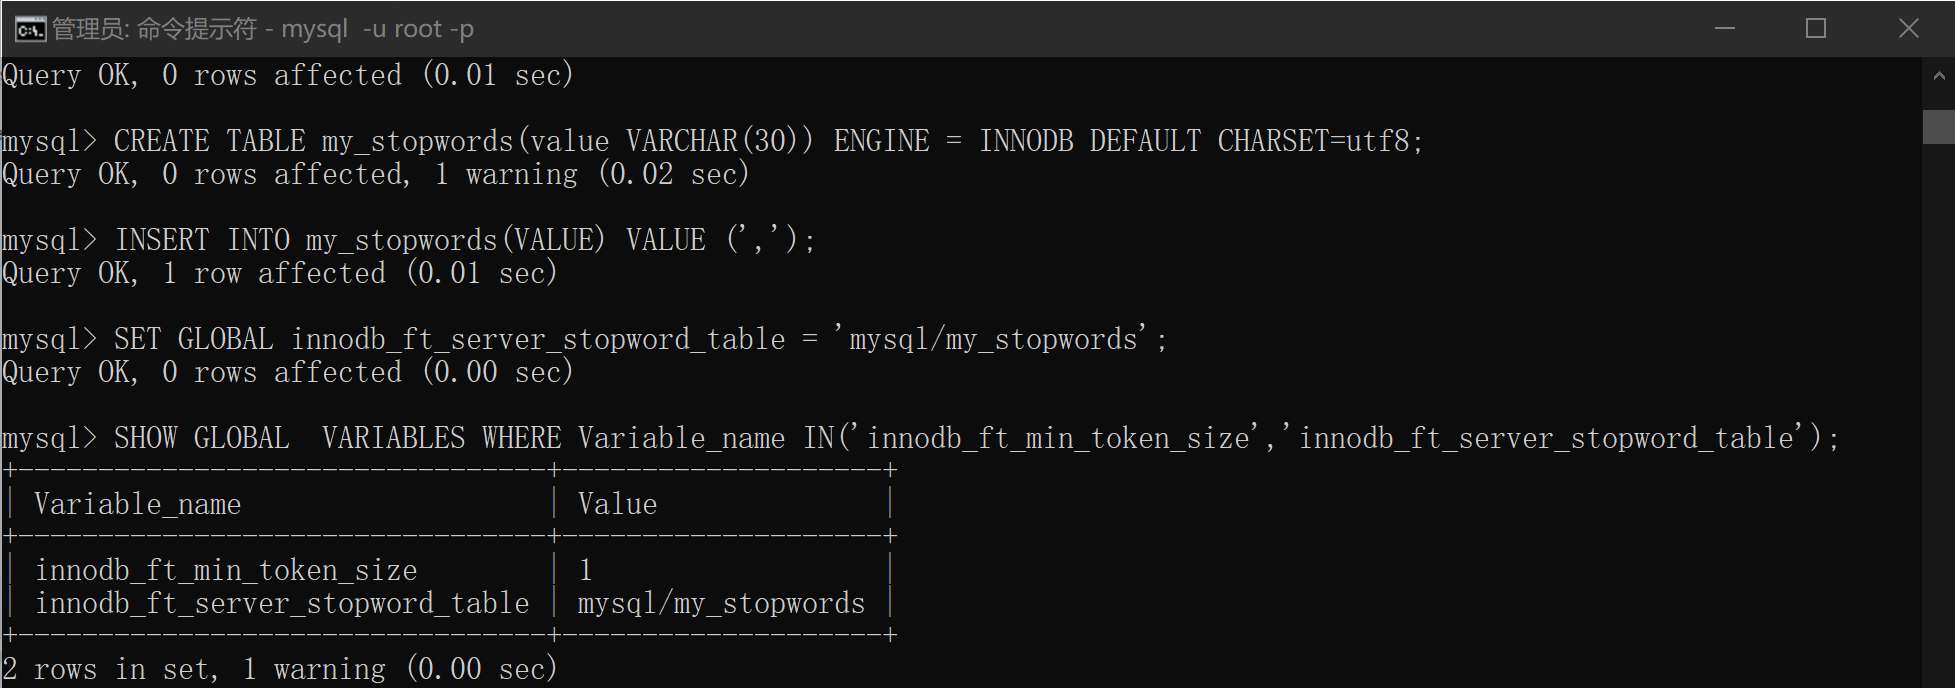 管理员: 命令提示符 - mysql  -u root -p
Query OK, 0 rows affected (0.01 sec)
mysql> CREATE TABLE my_stopwords(value VARCHAR(30)) ENGINE = INNODB DEFAULT CHARSET=utf8;
Query OK, 0 rows affected, 1 warning (0.02 sec)
mysql> INSERT INTO my_stopwords(VALUE) VALUE (',');
Query OK, 1 row affected (0.01 sec)
mysql> SET GLOBAL innodb_ft_server_stopword_table = 'mysql/my_stopwords';
Query OK, 0 rows affected (0.00 sec)
mysql> SHOW GLOBAL  VARIABLES WHERE Variable_name IN('innodb_ft_min_token_size','innodb_ft_server_stopword_table');
+---------------------------------+--------------------+
| Variable_name                   | Value              |
+---------------------------------+--------------------+
| innodb_ft_min_token_size        | 1                  |
| innodb_ft_server_stopword_table | mysql/my_stopwords |
+---------------------------------+--------------------+
2 rows in set, 1 warning (0.00 sec)